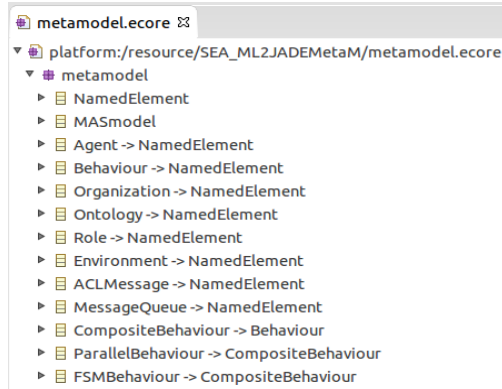 metamodel.ecore
platform:/resource/SEA_ML2JADEMetaM/metamodel.ecore
metamodel
NamedElement
MASmodel
Agent -> NamedElement
Behaviour -> NamedElement
Organization -> NamedElement
Ontology -> NamedElement
Role -> NamedElement
Environment -> NamedElement
ACLMessage -> NamedElement
MessageQueue -> NamedElement
CompositeBehaviour -> Behaviour
ParallelBehaviour -> CompositeBehaviour
FSMBehaviour -> CompositeBehaviour